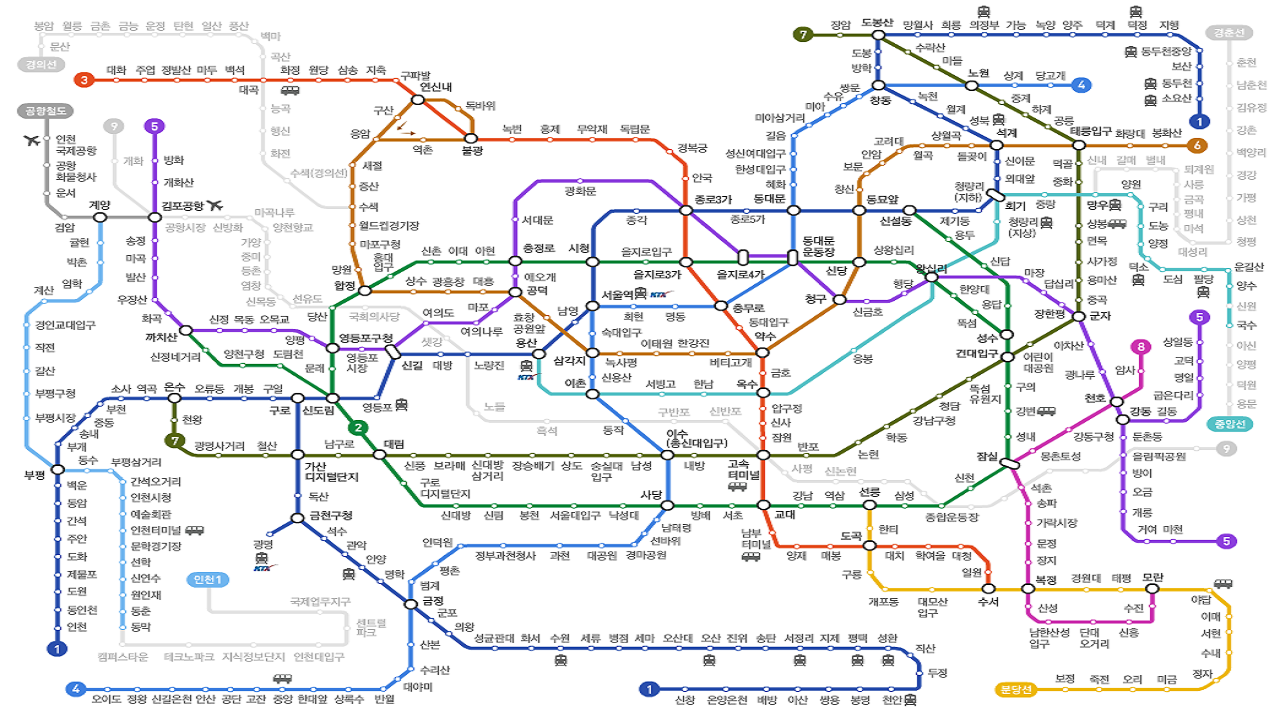 봉암 월롱 금촌 금능 운정 탄현 일산 풍산
문산
경의선
백마
곡산
대곡
능곡
행신
화전
수색(경의선)
3
대화 주엽 정발산 마두 백석
화정 원당 삼송 지축
구파발
연신내
구산
독바위
응암
역촌
불광
녹번 홍제 무악재 독립문
경복궁
안국
종로3가
7
장암
도봉산
망월사 회룡 의정부 가능 녹양 양주 덕계 덕정 지행
동두천중앙
보산
동두천
소요산
1
수락산
마들
도봉
방학
노원
상계 당고개
4
창동
쌍문
수유
미아
미아삼거리
길음
성신여대입구
한성대입구
혜화
동대문
녹천
월계
성북
석계
중계
하계
공릉
태릉입구
화랑대 봉화산
6
고려대
안암
보문
창신
상월곡
월곡
돌곶이
신이문
외대앞
먹골
중화
경춘선
춘천
남춘천
김유정
강촌
백양리
경강
가평
상천
청평
신내 갈매 별내
퇴계원
사릉
금곡
평내
마석
대성리
공항철도
인천
국제공항
공항
화물청사
운서
검암
계양
9
개화
5
방화
개화산
김포공항
공항시장 신방화
마곡나루
양천향교
가양
증미
등촌
염창
신목동
선유도
국회의사당
샛강
노들
흑석
송정
마곡
발산
우장산
화곡
까치산
귤현
박촌
임학
계산
경인교대입구
작전
갈산
부평구청
부평시장
부평
새절
증산
수색
월드컵경기장
마포구청
망원
합정
홍대
입구
신촌 이대 아현
충정로
서대문
광화문
시청
종각
종로5가
을지로입구
을지로3가
을지로4가
동대문
운동장
동묘앞
신설동
제기동
용두
청량리
(지하)
회기
청량리
(지상)
중랑
망우
상봉
면목
사가정
용마산
중곡
군자
양원
구리
도농
양정
덕소
도심 팔당
운길산
양수
신원
국수
아신
양평
덕원
용문
중앙선
상왕십리
왕십리
신당
신답
용답
마장
답십리
장한평
행당
한양대
뚝섬
성수
건대입구
청구
신금호
응봉
당산
상수 광흥창 대흥
애오개
공덕
마포
여의나루
여의도
효창
공원앞
남영
서울역
회현
명동
충무로
숙대입구
동대입구
약수
용산
삼각지
녹사평
이태원 한강진
버티고개
금호
옥수
신용산
이촌
서빙고 한남
압구정
신사
잠원
신정 목동 오목교
양평
영등포구청
영등포
시장
신길
대방
노량진
신정네거리
양천구청 도림천
문래
신도림
영등포
2
구로
소사 역곡
온수
오류동 개봉 구일
부천
중동
송내
부개
천왕
7
광명사거리 철산
가산
디지털단지
남구로
대림
신풍 보라매
신대방
삼거리
장승배기 상도
숭실대
입구
남성
이수
(총신대입구)
동작
내방
고속
터미널
반포
구반포 신반포
사평
신논현
논현
학동
강남구청
청담
뚝섬
유원지
어린이
대공원
구의
강변
성내
잠실
아차산
광나루
천호
암사
8
5
상일동
고덕
명일
굽은다리
길동
강동
강동구청
몽촌토성
둔촌동
9
올림픽공원
방이
오금
개롱
거여 마천
5
석촌
송파
가락시장
문정
장지
복정
신천
종합운동장
삼성
선릉
역삼
강남
교대
서초
방배
사당
낙성대
서울대입구
봉천
신림
신대방
구로
디지털단지
남태령
선바위
경마공원
대공원
과천
정부과천청사
인덕원
평촌
범계
금정
남부
터미널
양재 매봉
도곡
한티
대치 학여울 대청
일원
수서
구룡
개포동
대모산
입구
경원대 태평
모란
수진
신흥
단대
오거리
남한산성
입구
산성
야탑
이매
서현
수내
정자
미금
오리
죽전
보정
분당선
동수
부평삼거리
간석오거리
인천시청
예술회관
인천터미널
문학경기장
선학
신연수
원인재
동춘
동막
인천1
국제업무지구
센트럴
파크
캠퍼스타운 테크노파크 지식정보단지 인천대입구
백운
동암
간석
주안
도화
제물포
도원
동인천
인천
1
독산
금천구청
광명
KTX
석수
관악
안양
명학
군포
의왕
산본
수리산
대야미
반월
상록수
한대앞
중앙
고잔
공단
안산
신길온천
정왕
오이도
4
성균관대 화서 수원 세류 병점 세마 오산대 오산 진위 송탄 서정리 지제 평택 성환
직산
두정
1
신창 온양온천 배방 아산 쌍용 봉명 천안
KTX
KTX